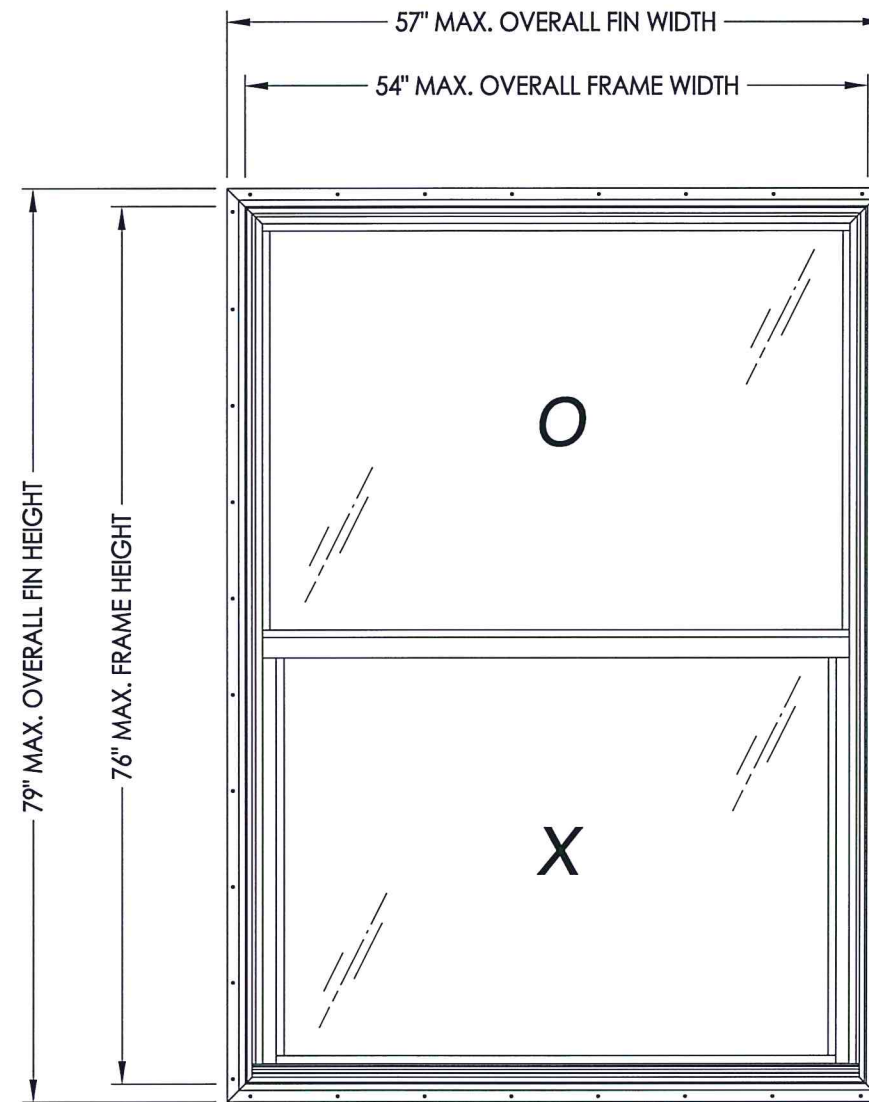 57" MAX. OVERALL FIN WIDTH
54" MAX. OVERALL FRAME WIDTH
79" MAX. OVERALL FIN HEIGHT
76" MAX. FRAME HEIGHT
O
X